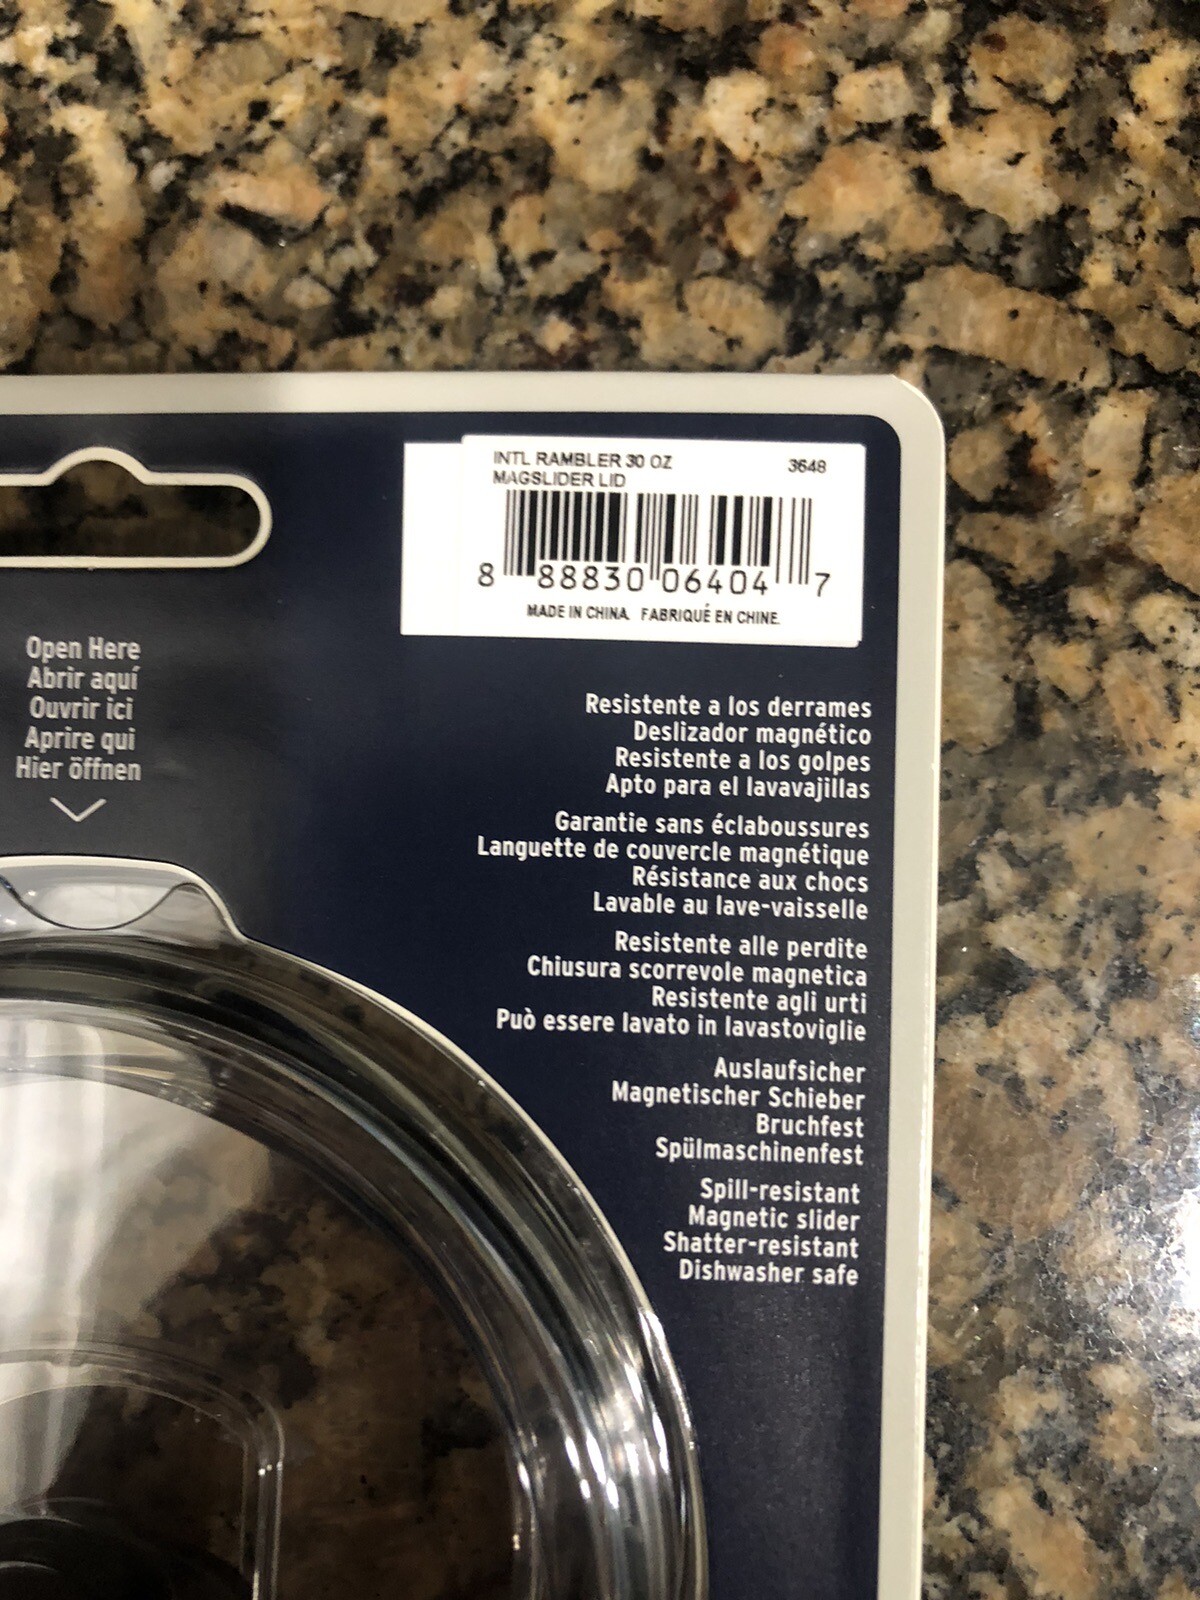 INTL RAMBLER 30 OZ 3648
MAGSLIDER LID
8 88830 06404 7
MADE IN CHINA. FABRIQUÉ EN CHINE.
Open Here
Abrir aquí
Ouvrir ici
Aprire qui
Hier öffnen
Resistente a los derrames
Deslizador magnético
Resistente a los golpes
Apto para el lavavajillas
Garantie sans éclaboussures
Languette de couvercle magnétique
Résistance aux chocs
Lavable au lave-vaisselle
Resistente alle perdite
Chiusura scorrevole magnetica
Resistente agli urti
Può essere lavato in lavastoviglie
Auslaufsicher
Magnetischer Schieber
Bruchfest
Spülmaschinenfest
Spill-resistant
Magnetic slider
Shatter-resistant
Dishwasher safe